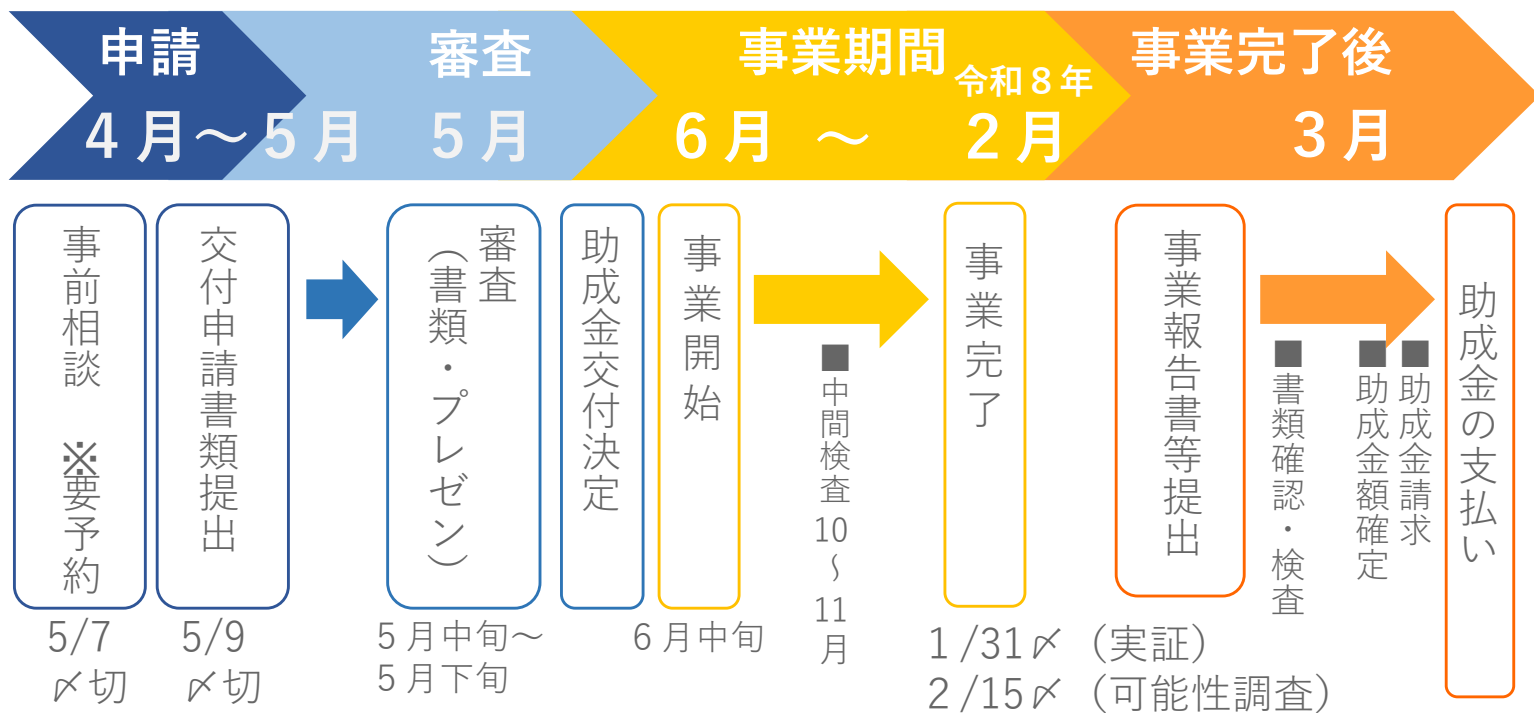 申請
4月～5月
審査
5月
事業期間
令和８年
6月 ～ 2月
事業完了後
3月
事前相談 ※要予約
5/7
〆切
交付申請書類提出
5/9
〆切
審査
（書類・プレゼン）
5月中旬～
5月下旬
助成金交付決定
事業開始
6月中旬
■中間検査10～11月
事業完了
1/31〆（実証）
2/15〆（可能性調査）
事業報告書等提出
■書類確認・検査
■助成金請求
■助成金額確定
助成金の支払い